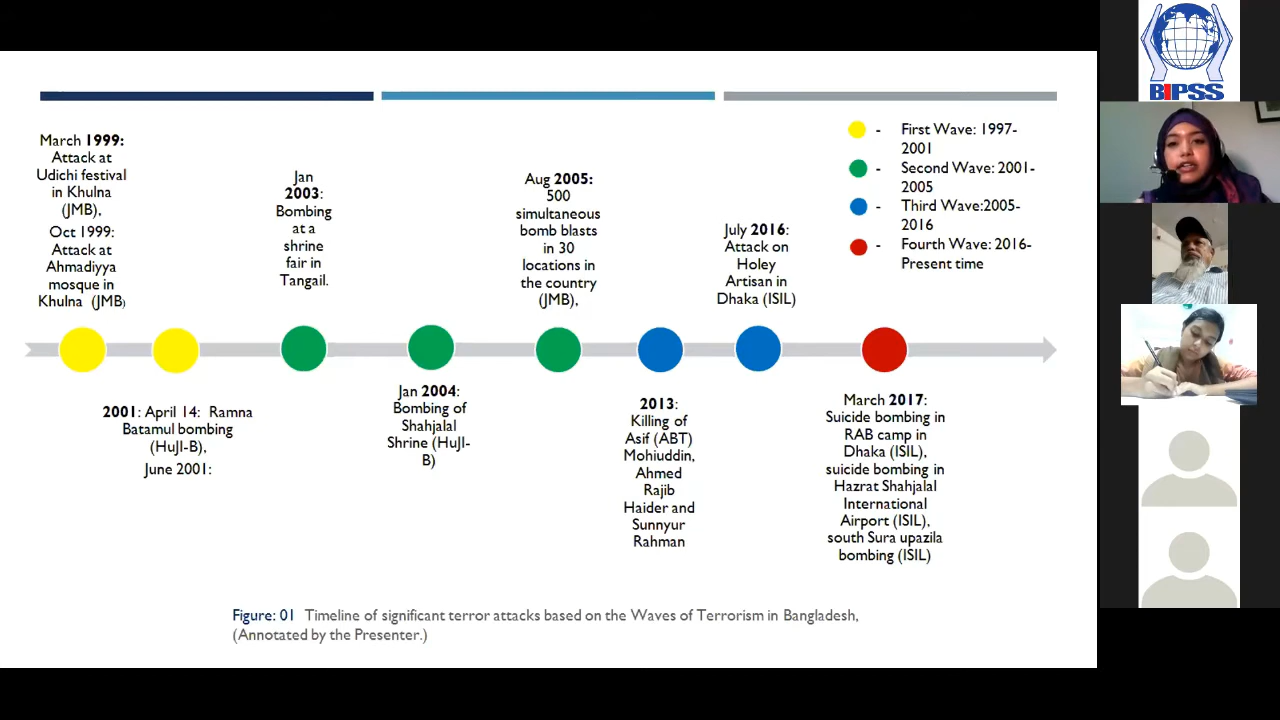 BIPSS
March 1999:
Attack at
Udichi festival
in Khulna
(JMB),
Oct 1999:
Attack at
Ahmadiyya
mosque in
Khulna (JMB)
Jan
2003:
Bombing
at a
shrine
fair in
Tangail.
Aug 2005:
500
simultaneous
bomb blasts
in 30
locations in
the country
(JMB),
July 2016:
Attack on
Holey
Artisan in
Dhaka (ISIL)
- First Wave: 1997-
2001
- Second Wave: 2001-
2005
- Third Wave:2005-
2016
- Fourth Wave: 2016-
Present time
2001: April 14: Ramna
Batamul bombing
(HuJI-B),
June 2001:
Jan 2004:
Bombing of
Shahjalal
Shrine (HuJI-
B)
2013:
Killing of
Asif (ABT)
Mohiuddin,
Ahmed
Rajib
Haider and
Sunnyur
Rahman
March 2017:
Suicide bombing in
RAB camp in
Dhaka (ISIL),
suicide bombing in
Hazrat Shahjalal
International
Airport (ISIL),
south Sura upazila
bombing (ISIL)
Figure: 01 Timeline of significant terror attacks based on the Waves of Terrorism in Bangladesh,
(Annotated by the Presenter.)